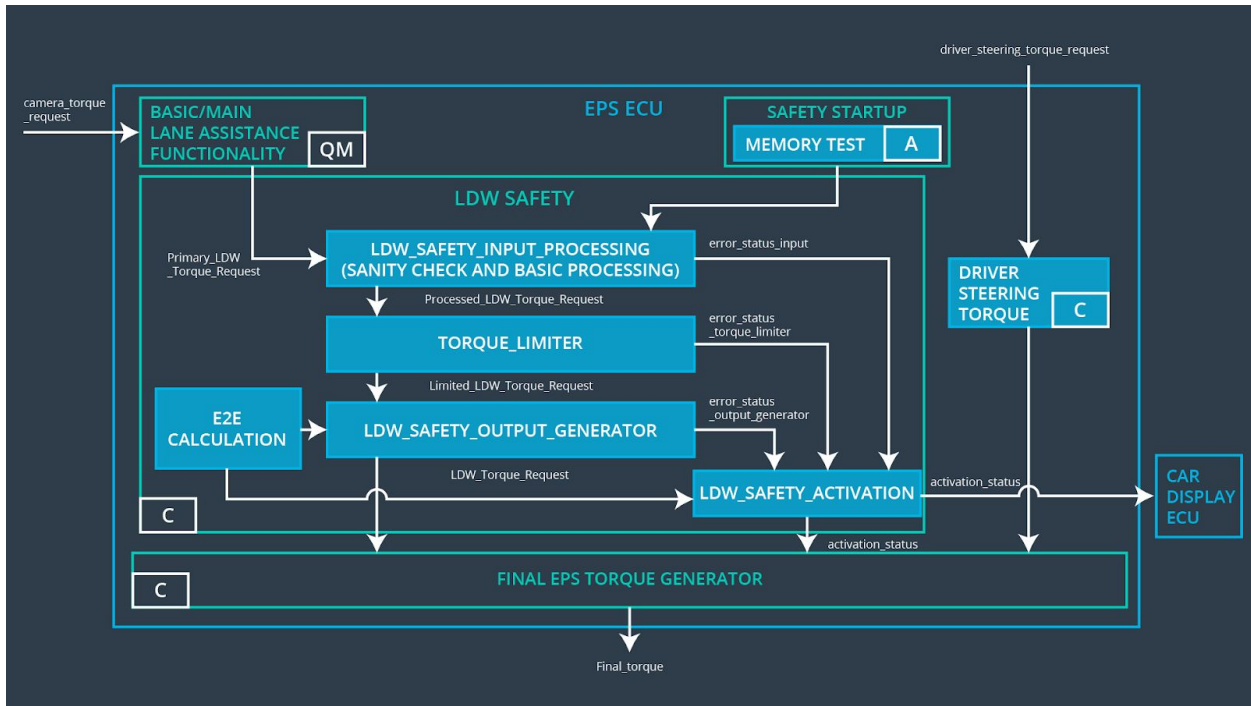 driver_steering_torque_request
camera_torque
_request
EPS ECU
BASIC/MAIN
LANE ASSISTANCE
FUNCTIONALITY
QM
SAFETY STARTUP
MEMORY TEST
A
LDW SAFETY
Primary_LDW
_Torque_Request
LDW_SAFETY_INPUT_PROCESSING
(SANITY CHECK AND BASIC PROCESSING)
error_status_input
DRIVER
STEERING
TORQUE
C
Processed_LDW_Torque_Request
TORQUE_LIMITER
error_status
_torque_limiter
Limited_LDW_Torque_Request
E2E
CALCULATION
LDW_SAFETY_OUTPUT_GENERATOR
error_status
_output_generator
LDW_Torque_Request
LDW_SAFETY_ACTIVATION
activation_status
CAR
DISPLAY
ECU
C
activation_status
FINAL EPS TORQUE GENERATOR
C
Final_torque